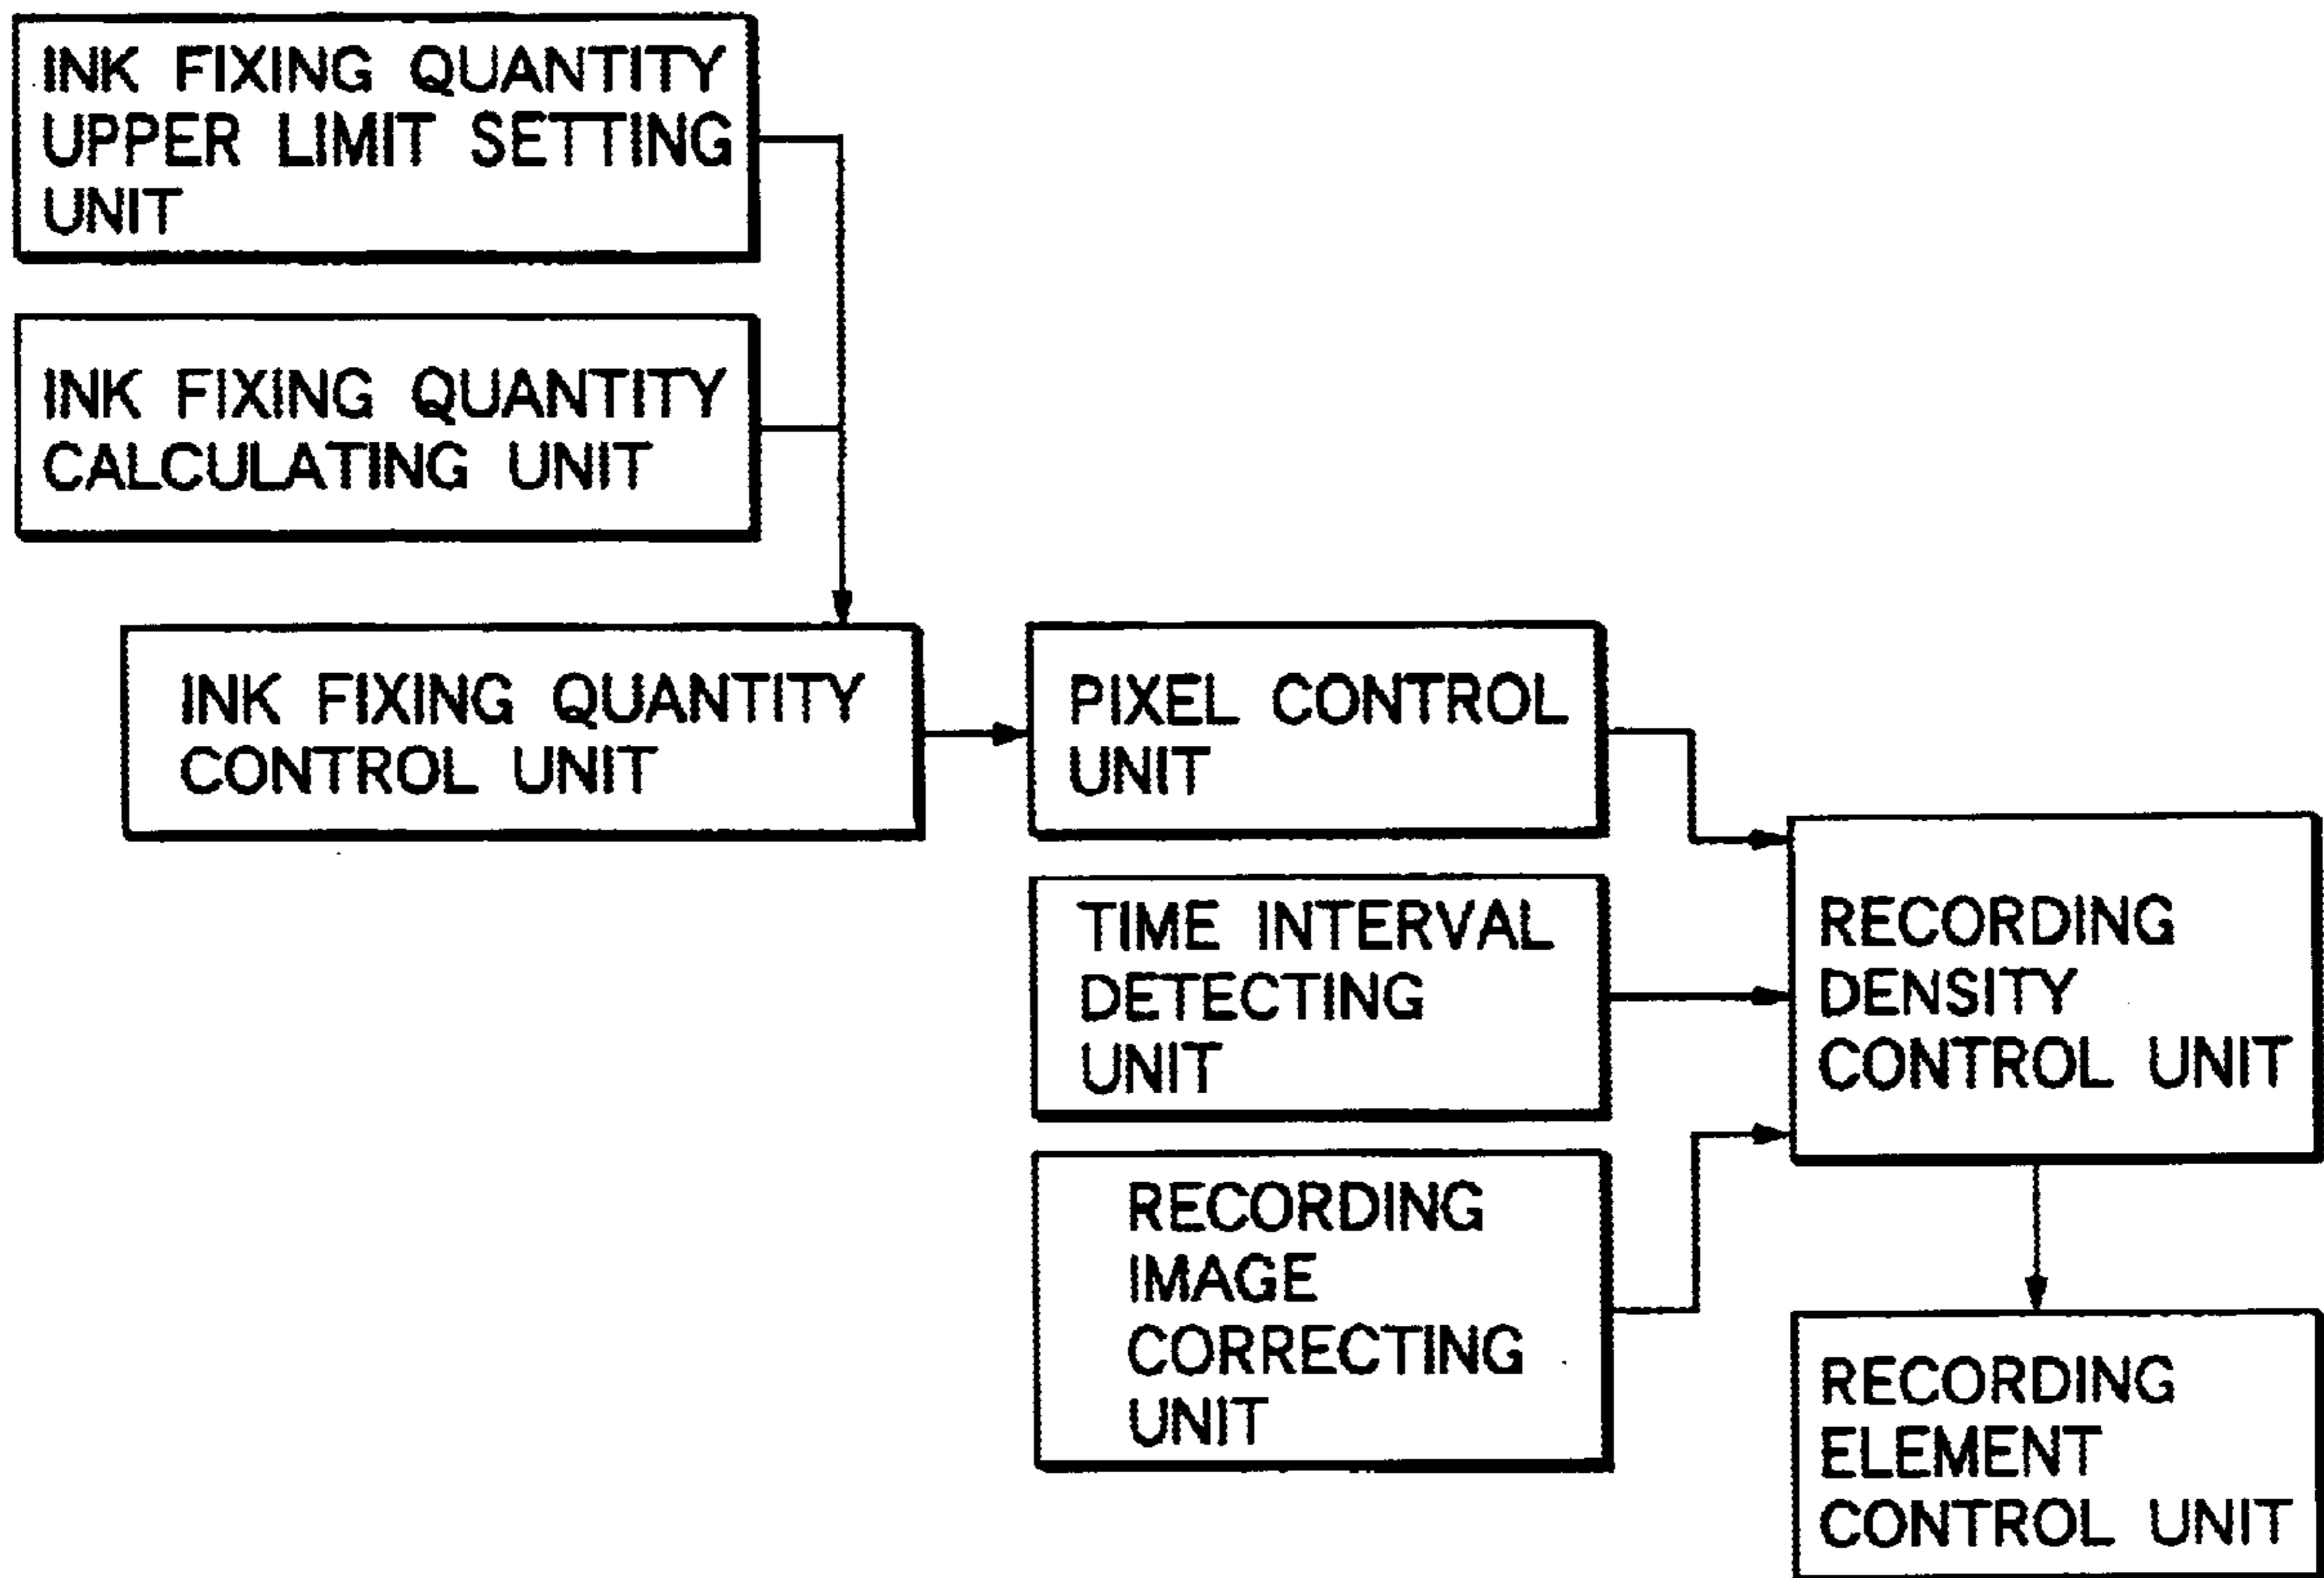 INK FIXING QUANTITY
UPPER LIMIT SETTING
UNIT
INK FIXING QUANTITY
CALCULATING UNIT
INK FIXING QUANTITY
CONTROL UNIT
PIXEL CONTROL
UNIT
TIME INTERVAL
DETECTING
UNIT
RECORDING
IMAGE
CORRECTING
UNIT
RECORDING
DENSITY
CONTROL UNIT
RECORDING
ELEMENT
CONTROL UNIT